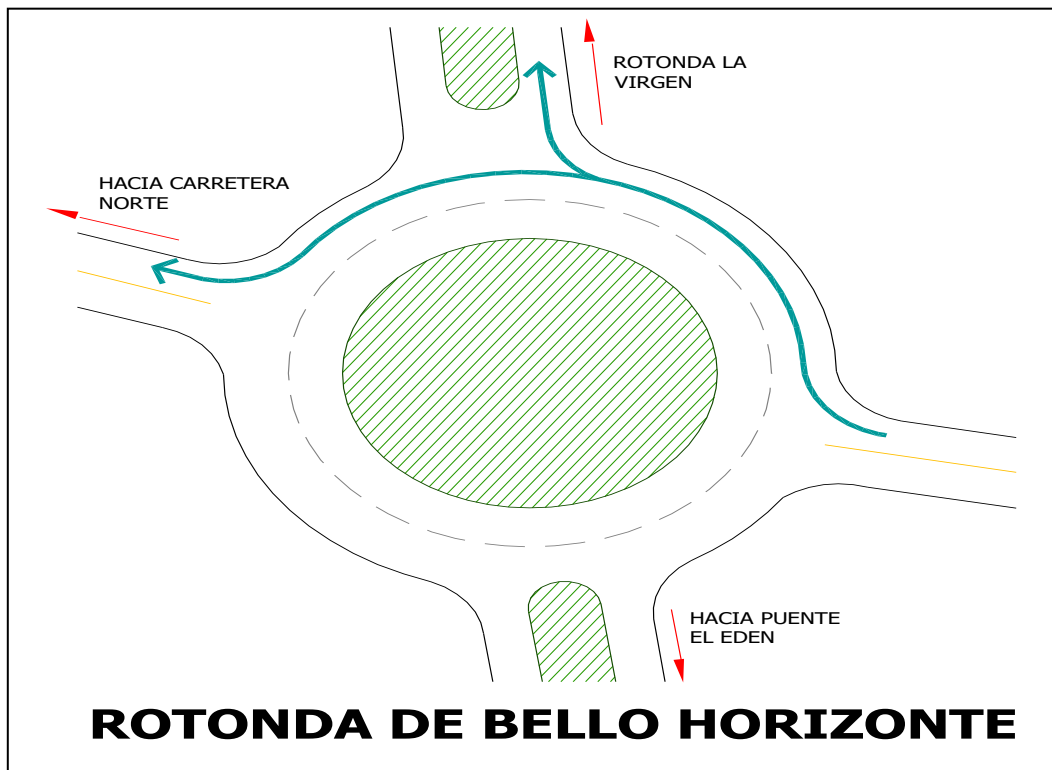 ROTONDA LA
VIRGEN
HACIA CARRETERA
NORTE
HACIA PUENTE
EL EDEN
ROTONDA DE BELLO HORIZONTE